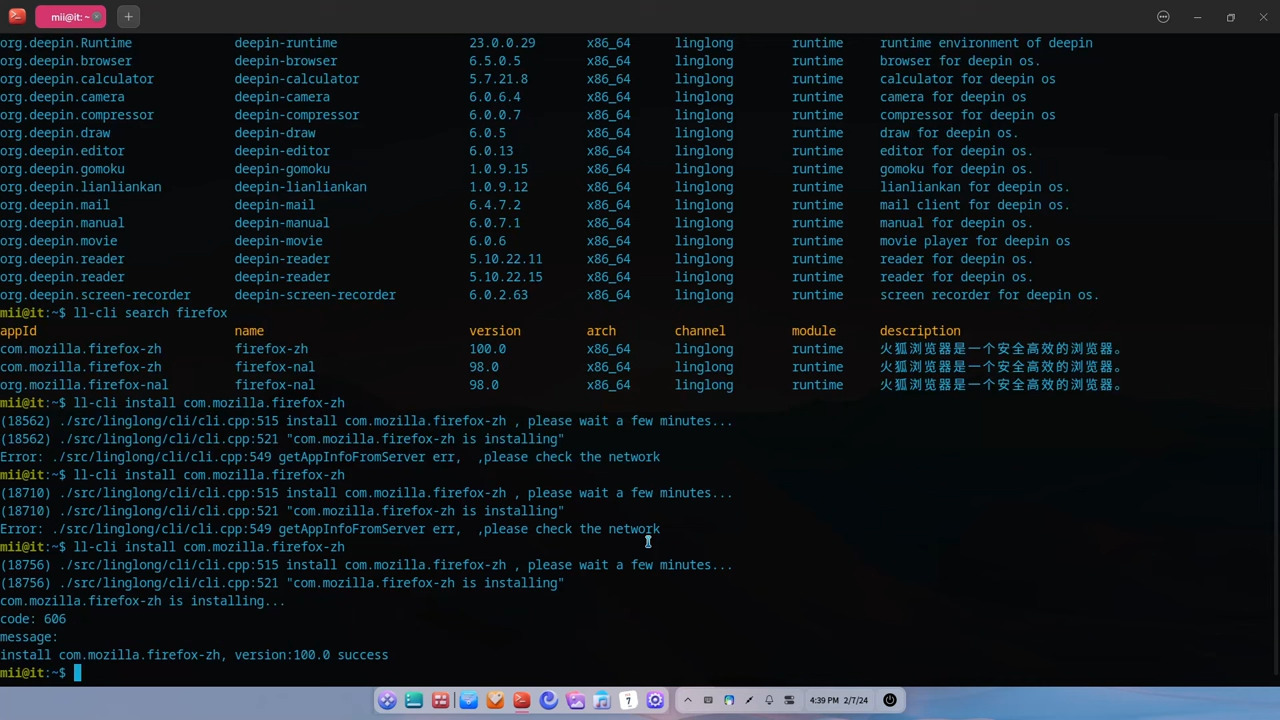 mii@it: ~
org.deepin.Runtime deepin-runtime 23.0.0.29 x86_64 linglong runtime runtime environment of deepin
org.deepin.browser deepin-browser 6.5.0.5 x86_64 linglong runtime browser for deepin os.
org.deepin.calculator deepin-calculator 5.7.21.8 x86_64 linglong runtime calculator for deepin os
org.deepin.camera deepin-camera 6.0.6.4 x86_64 linglong runtime camera for deepin os
org.deepin.compressor deepin-compressor 6.0.0.7 x86_64 linglong runtime compressor for deepin os
org.deepin.draw deepin-draw 6.0.5 x86_64 linglong runtime draw for deepin os.
org.deepin.editor deepin-editor 6.0.13 x86_64 linglong runtime editor for deepin os.
org.deepin.gomoku deepin-gomoku 1.0.9.15 x86_64 linglong runtime gomoku for deepin os.
org.deepin.lianliankan deepin-lianliankan 1.0.9.12 x86_64 linglong runtime lianliankan for deepin os.
org.deepin.mail deepin-mail 6.4.7.2 x86_64 linglong runtime mail client for deepin os.
org.deepin.manual deepin-manual 6.0.7.1 x86_64 linglong runtime manual for deepin os.
org.deepin.movie deepin-movie 6.0.6 x86_64 linglong runtime movie player for deepin os
org.deepin.reader deepin-reader 5.10.22.11 x86_64 linglong runtime reader for deepin os.
org.deepin.reader deepin-reader 5.10.22.15 x86_64 linglong runtime reader for deepin os.
org.deepin.screen-recorder deepin-screen-recorder 6.0.2.63 x86_64 linglong runtime screen recorder for deepin os.
mii@it:~$ ll-cli search firefox
appId name version arch channel module description
com.mozilla.firefox-zh firefox-zh 100.0 x86_64 linglong runtime 火狐浏览器是一个安全高效的浏览器。
com.mozilla.firefox-zh firefox-nal 98.0 x86_64 linglong runtime 火狐浏览器是一个安全高效的浏览器。
org.mozilla.firefox-nal firefox-nal 98.0 x86_64 linglong runtime 火狐浏览器是一个安全高效的浏览器。
mii@it:~$ ll-cli install com.mozilla.firefox-zh
(18562) ./src/linglong/cli/cli.cpp:515 install com.mozilla.firefox-zh , please wait a few minutes...
(18562) ./src/linglong/cli/cli.cpp:521 "com.mozilla.firefox-zh is installing"
Error: ./src/linglong/cli/cli.cpp:549 getAppInfoFromServer err,  ,please check the network
mii@it:~$ ll-cli install com.mozilla.firefox-zh
(18710) ./src/linglong/cli/cli.cpp:515 install com.mozilla.firefox-zh , please wait a few minutes...
(18710) ./src/linglong/cli/cli.cpp:521 "com.mozilla.firefox-zh is installing"
Error: ./src/linglong/cli/cli.cpp:549 getAppInfoFromServer err,  ,please check the network
mii@it:~$ ll-cli install com.mozilla.firefox-zh
(18756) ./src/linglong/cli/cli.cpp:515 install com.mozilla.firefox-zh , please wait a few minutes...
(18756) ./src/linglong/cli/cli.cpp:521 "com.mozilla.firefox-zh is installing"
com.mozilla.firefox-zh is installing...
code: 606
message:
install com.mozilla.firefox-zh, version:100.0 success
mii@it:~$
7
4:39 PM 2/7/24